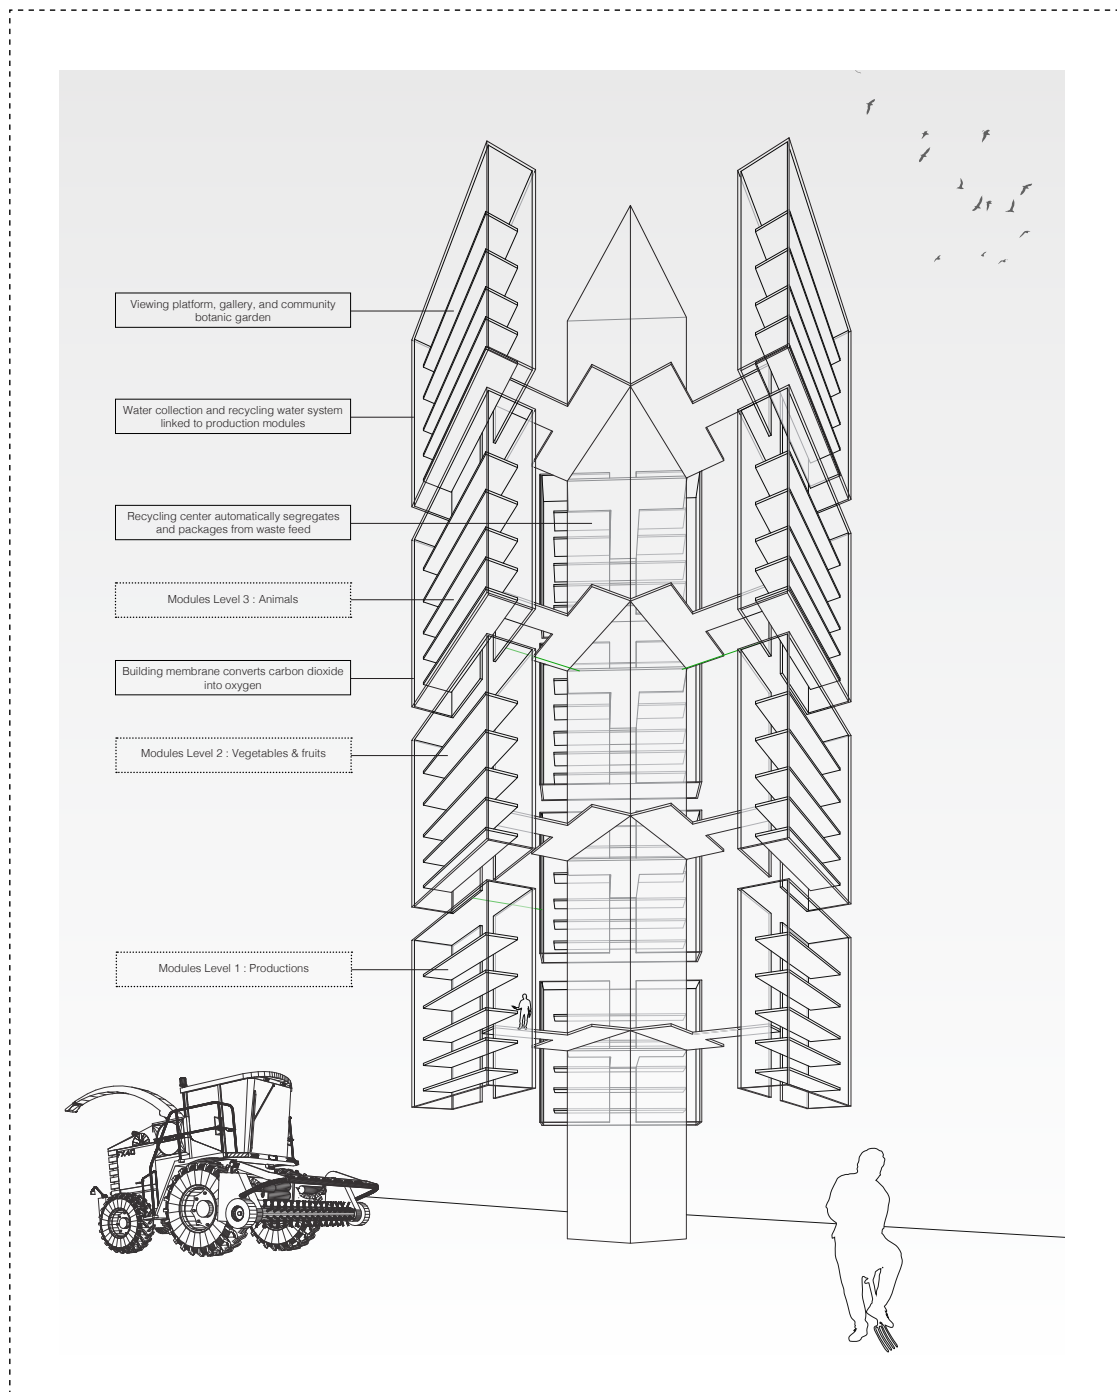 Viewing platform, gallery, and community
botanic garden
Water collection and recycling water system
linked to production modules
Recycling center automatically segregates
and packages from waste feed
Modules Level 3 : Animals
Building membrane converts carbon dioxide
into oxygen
Modules Level 2 : Vegetables & fruits
Modules Level 1 : Productions